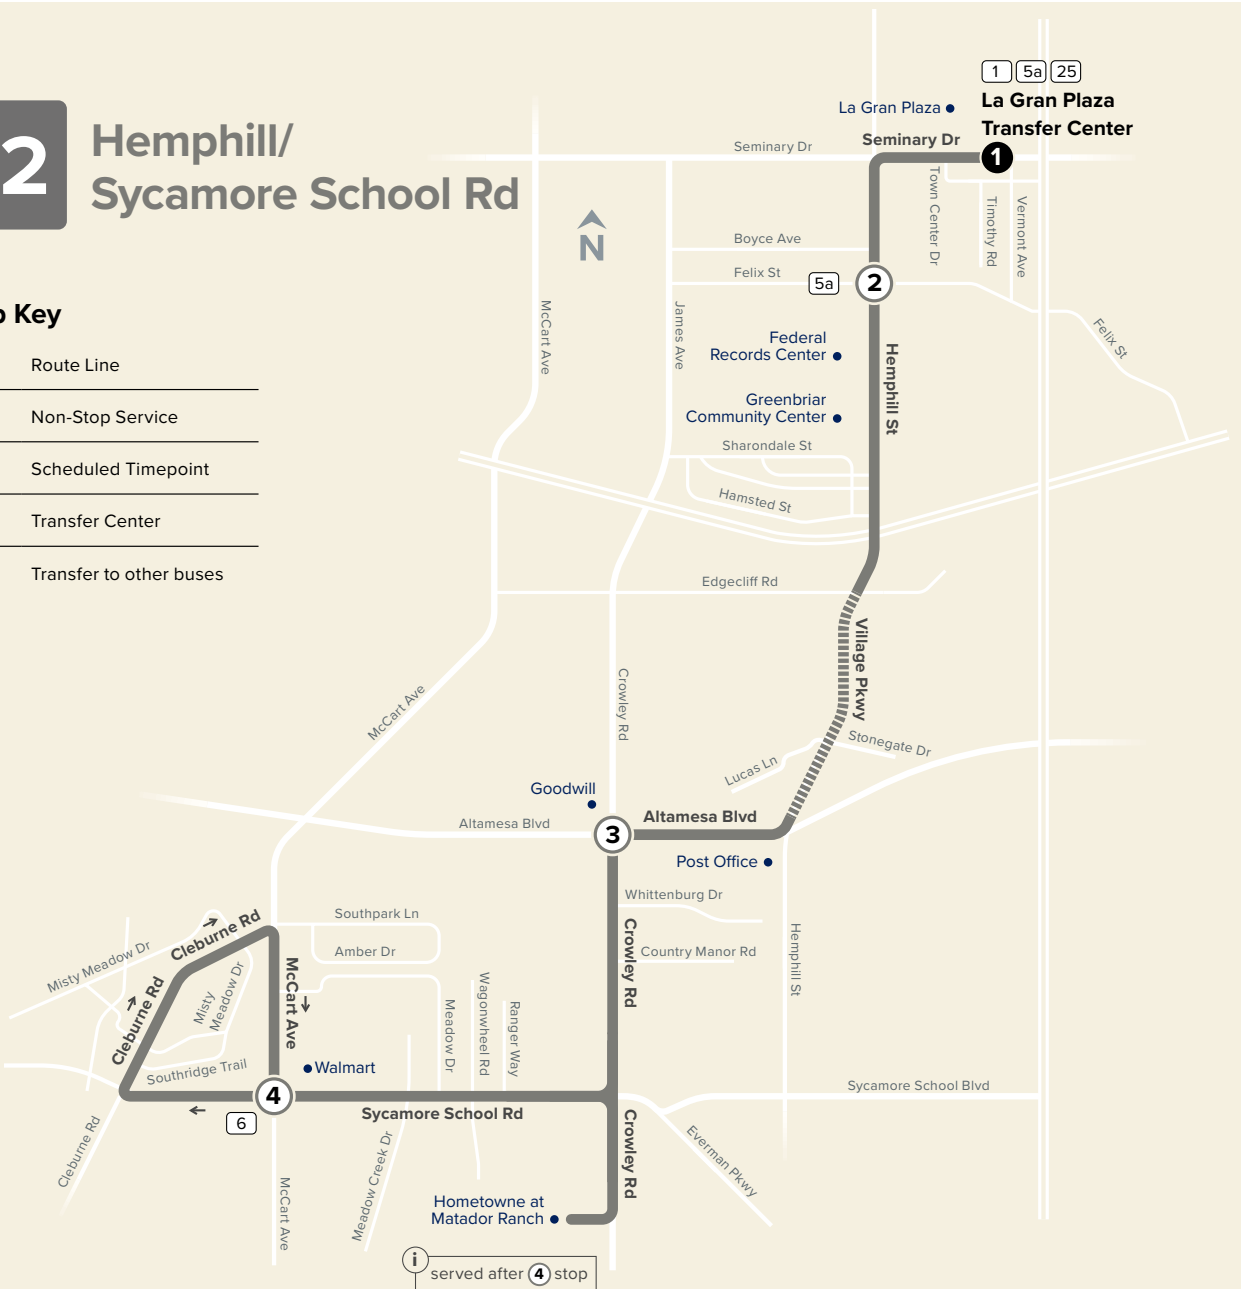 1 5a 25
La Gran Plaza
La Gran Plaza
Transfer Center
1
Seminary Dr
Seminary Dr
2
Hemphill/
Sycamore School Rd
N
Town Center Dr
Timothy Rd
Vermont Ave
Boyce Ave
Felix St
5a
2
Key
McCart Ave
James Ave
Felix St
Federal
Records Center
Hemphill St
Route Line
Greenbriar
Community Center
Non-Stop Service
Sharondale St
Scheduled Timepoint
Hamsted St
Transfer Center
Transfer to other buses
Edgecliff Rd
Village Pkwy
McCart Ave
Crowley Rd
Stonegate Dr
Lucas Ln
Goodwill
Altamesa Blvd
Altamesa Blvd
3
Post Office
Whittenburg Dr
Southpark Ln
Cleburne Rd
Crowley Rd
Country Manor Rd
Hemphill St
Amber Dr
Misty Meadow Dr
McCart Ave
Misty
Meadow Dr
Cleburne Rd
Wagonwheel Rd
Meadow Dr
Ranger Way
Southridge Trail
Walmart
4
Sycamore School Blvd
Sycamore School Rd
6
Cleburne Rd
Crowley Rd
Everman Pkwy
Meadow Creek Dr
McCart Ave
Hometowne at
Matador Ranch
i
served after 4 stop